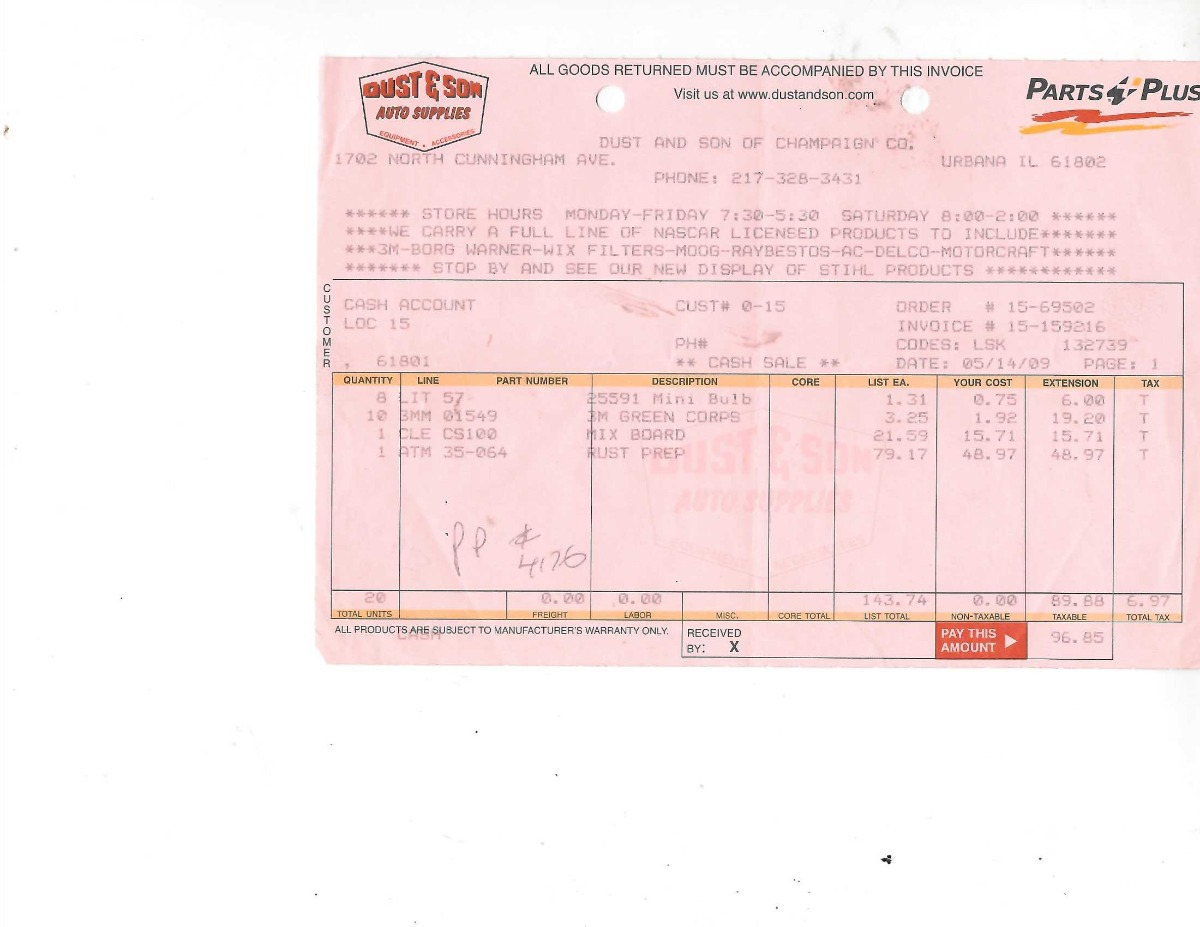 DUST & SON
AUTO SUPPLIES
EQUIPMENT • ACCESSORIES
ALL GOODS RETURNED MUST BE ACCOMPANIED BY THIS INVOICE
Visit us at www.dustandson.com
PARTS PLUS
DUST AND SON OF CHAMPAIGN CO.
1702 NORTH CUNNINGHAM AVE. URBANA IL 61802
PHONE: 217-328-3431
****** STORE HOURS MONDAY-FRIDAY 7:30-5:30 SATURDAY 8:00-2:00 ******
****WE CARRY A FULL LINE OF NASCAR LICENSED PRODUCTS TO INCLUDE*******
***3M-BORG WARNER-WIX FILTERS-MOOG-RAYBESTOS-AC-DELCO-MOTORCRAFT******
******* STOP BY AND SEE OUR NEW DISPLAY OF STIHL PRODUCTS ************
CUSTOMER
CASH ACCOUNT CUST# 0-15 ORDER # 15-69502
LOC 15 INVOICE # 15-159216
PH# CODES: LSK 132739
, 61801 ** CASH SALE ** DATE: 05/14/09 PAGE: 1
QUANTITY LINE PART NUMBER DESCRIPTION CORE LIST EA. YOUR COST EXTENSION TAX
8 LIT 57 25591 Mini Bulb 1.31 0.75 6.00 T
10 3MM 01549 3M GREEN CORPS 3.25 1.92 19.20 T
1 CLE CS100 MIX BOARD 21.59 15.71 15.71 T
1 ATM 35-064 RUST PREP 79.17 48.97 48.97 T
DUST & SON
AUTO SUPPLIES
PP #
4176
20 0.00 0.00 143.74 0.00 89.88 6.97
TOTAL UNITS FREIGHT LABOR MISC. CORE TOTAL LIST TOTAL NON-TAXABLE TAXABLE TOTAL TAX
ALL PRODUCTS ARE SUBJECT TO MANUFACTURER'S WARRANTY ONLY.
CASH
RECEIVED
BY: X
PAY THIS
AMOUNT
96.85